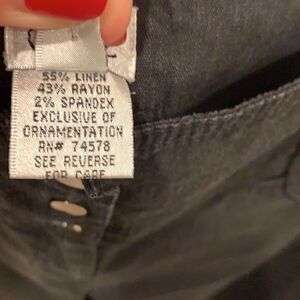 55% LINEN
43% RAYON
2% SPANDEX
EXCLUSIVE OF
ORNAMENTATION
RN# 74578
SEE REVERSE
FOR CARE